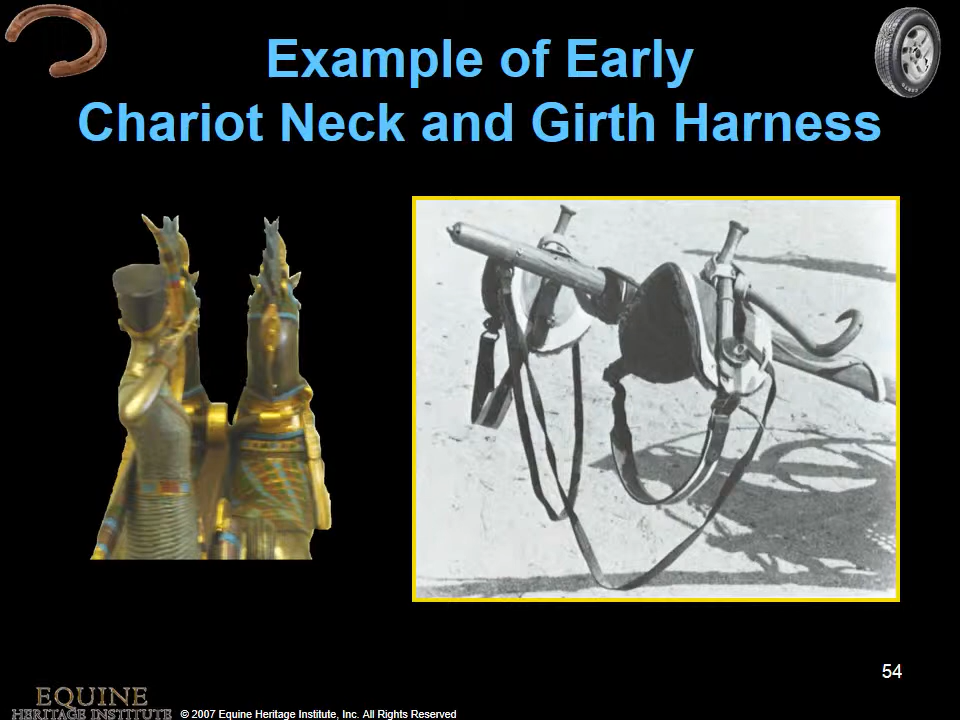 Example of Early
Chariot Neck and Girth Harness
54
EQUINE
HERITAGE INSTITUTE
© 2007 Equine Heritage Institute, Inc. All Rights Reserved